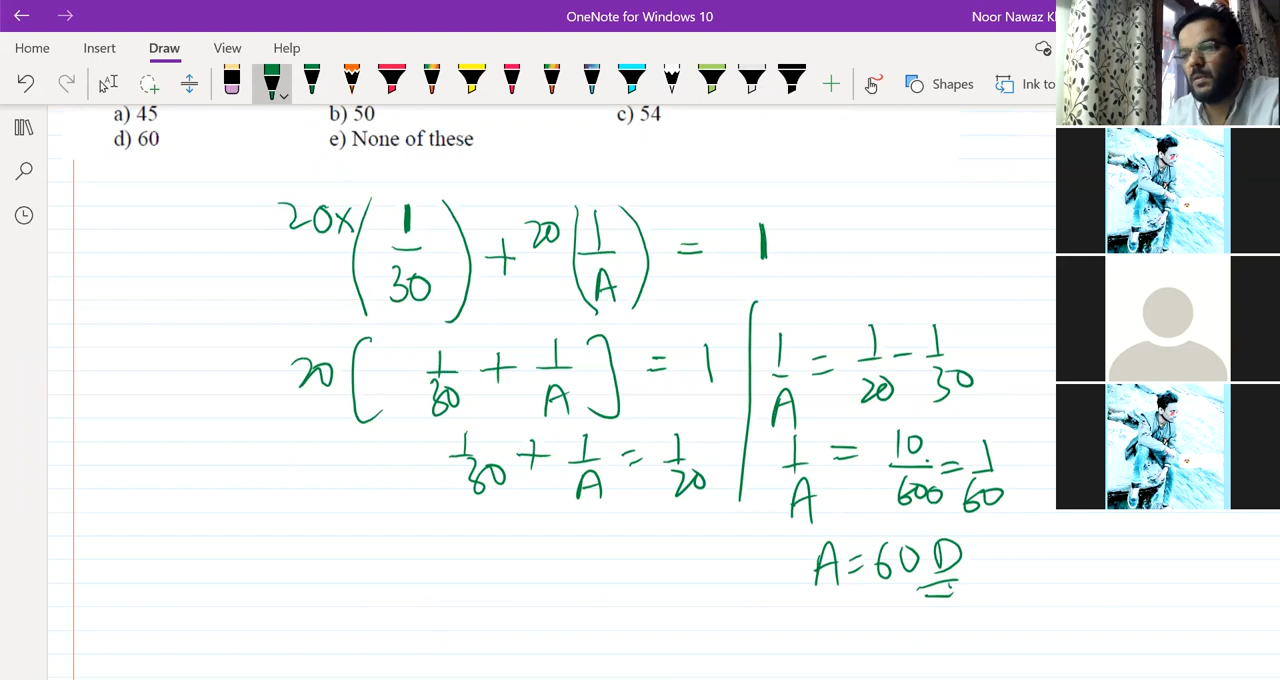 OneNote for Windows 10
Noor Nawaz Kl
Home Insert Draw View Help
Shapes Ink to
a) 45 b) 50 c) 54
d) 60 e) None of these
20×(1/30) + 20(1/A) = 1
20[1/30 + 1/A] = 1
1/30 + 1/A = 1/20
1/A = 1/20 - 1/30
1/A = 10/600 = 1/60
A = 60 D